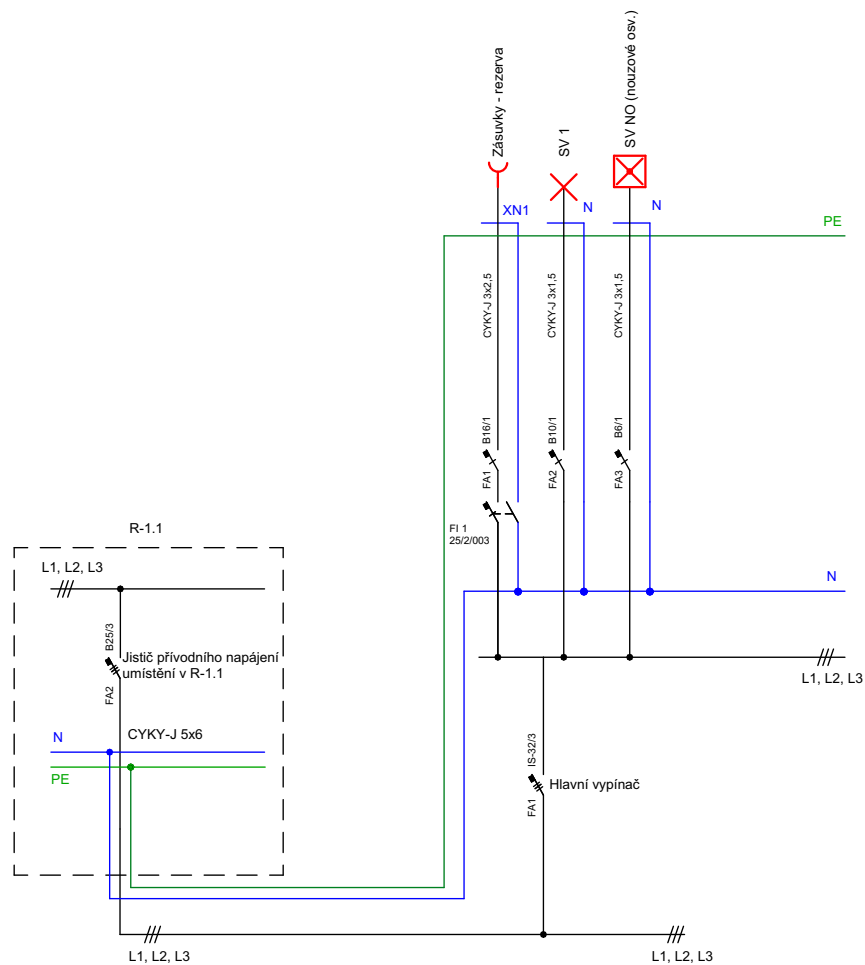 Zásuvky - rezerva
SV 1
SV NO (nouzové osv.)
XN1
N
N
PE
CYKY-J 3x2,5
CYKY-J 3x1,5
CYKY-J 3x1,5
B16/1
B10/1
B6/1
FA1
FA2
FA3
FI 1
25/2/003
R-1.1
L1, L2, L3
N
B25/3
Jistič přívodního napájení
umístění v R-1.1
FA2
L1, L2, L3
N
CYKY-J 5x6
PE
IS-32/3
Hlavní vypínač
FA1
L1, L2, L3
L1, L2, L3